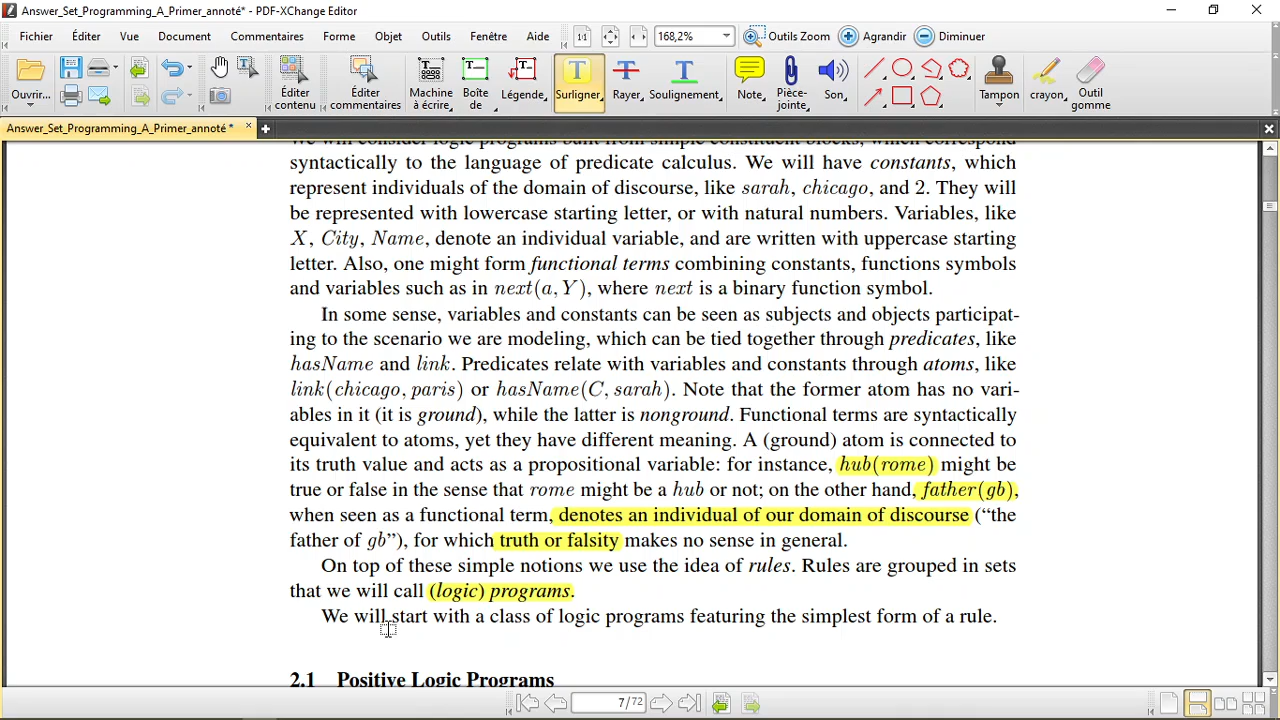 Answer_Set_Programming_A_Primer_annoté* - PDF-XChange Editor
Fichier Éditer Vue Document Commentaires Forme Objet Outils Fenêtre Aide 1:1 168,2% Outils Zoom Agrandir Diminuer
Ouvrir... Éditer contenu Éditer commentaires Machine à écrire Boîte de Légende Surligner Rayer Soulignement Note Pièce-jointe Son Tampon crayon Outil gomme
Answer_Set_Programming_A_Primer_annoté *
We will consider logic programs built from simple constituent blocks, which correspond
syntactically to the language of predicate calculus. We will have constants, which
represent individuals of the domain of discourse, like sarah, chicago, and 2. They will
be represented with lowercase starting letter, or with natural numbers. Variables, like
X, City, Name, denote an individual variable, and are written with uppercase starting
letter. Also, one might form functional terms combining constants, functions symbols
and variables such as in next(a, Y), where next is a binary function symbol.
In some sense, variables and constants can be seen as subjects and objects participat-
ing to the scenario we are modeling, which can be tied together through predicates, like
hasName and link. Predicates relate with variables and constants through atoms, like
link(chicago, paris) or hasName(C, sarah). Note that the former atom has no vari-
ables in it (it is ground), while the latter is nonground. Functional terms are syntactically
equivalent to atoms, yet they have different meaning. A (ground) atom is connected to
its truth value and acts as a propositional variable: for instance, hub(rome) might be
true or false in the sense that rome might be a hub or not; on the other hand, father(gb),
when seen as a functional term, denotes an individual of our domain of discourse (“the
father of gb”), for which truth or falsity makes no sense in general.
On top of these simple notions we use the idea of rules. Rules are grouped in sets
that we will call (logic) programs.
We will start with a class of logic programs featuring the simplest form of a rule.
2.1 Positive Logic Programs
7/72